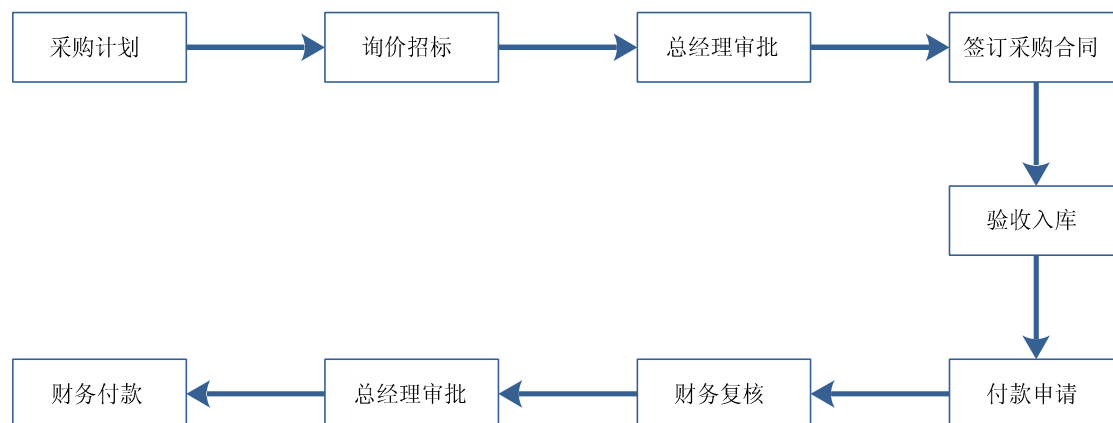 采购计划
询价招标
总经理审批
签订采购合同
验收入库
付款申请
财务复核
总经理审批
财务付款